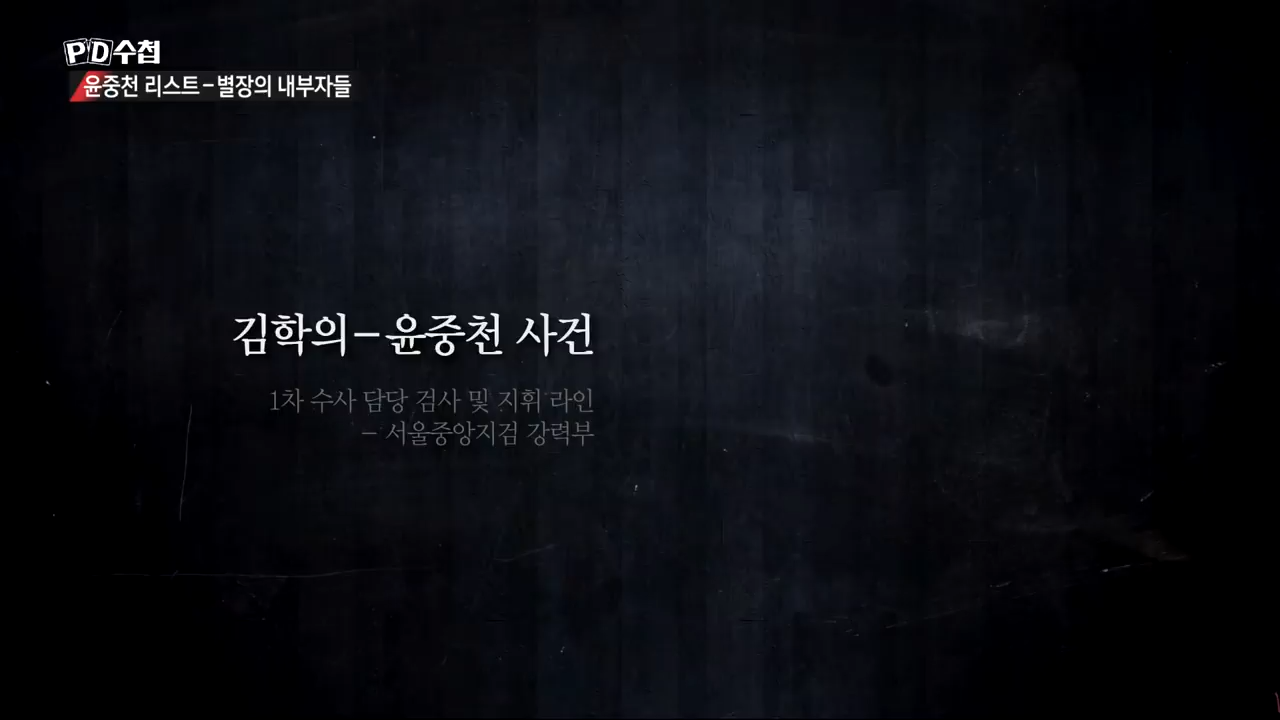 PD수첩
윤중천 리스트-별장의 내부자들
김학의-윤중천 사건
1차 수사 담당 검사 및 지휘 라인
- 서울중앙지검 강력부